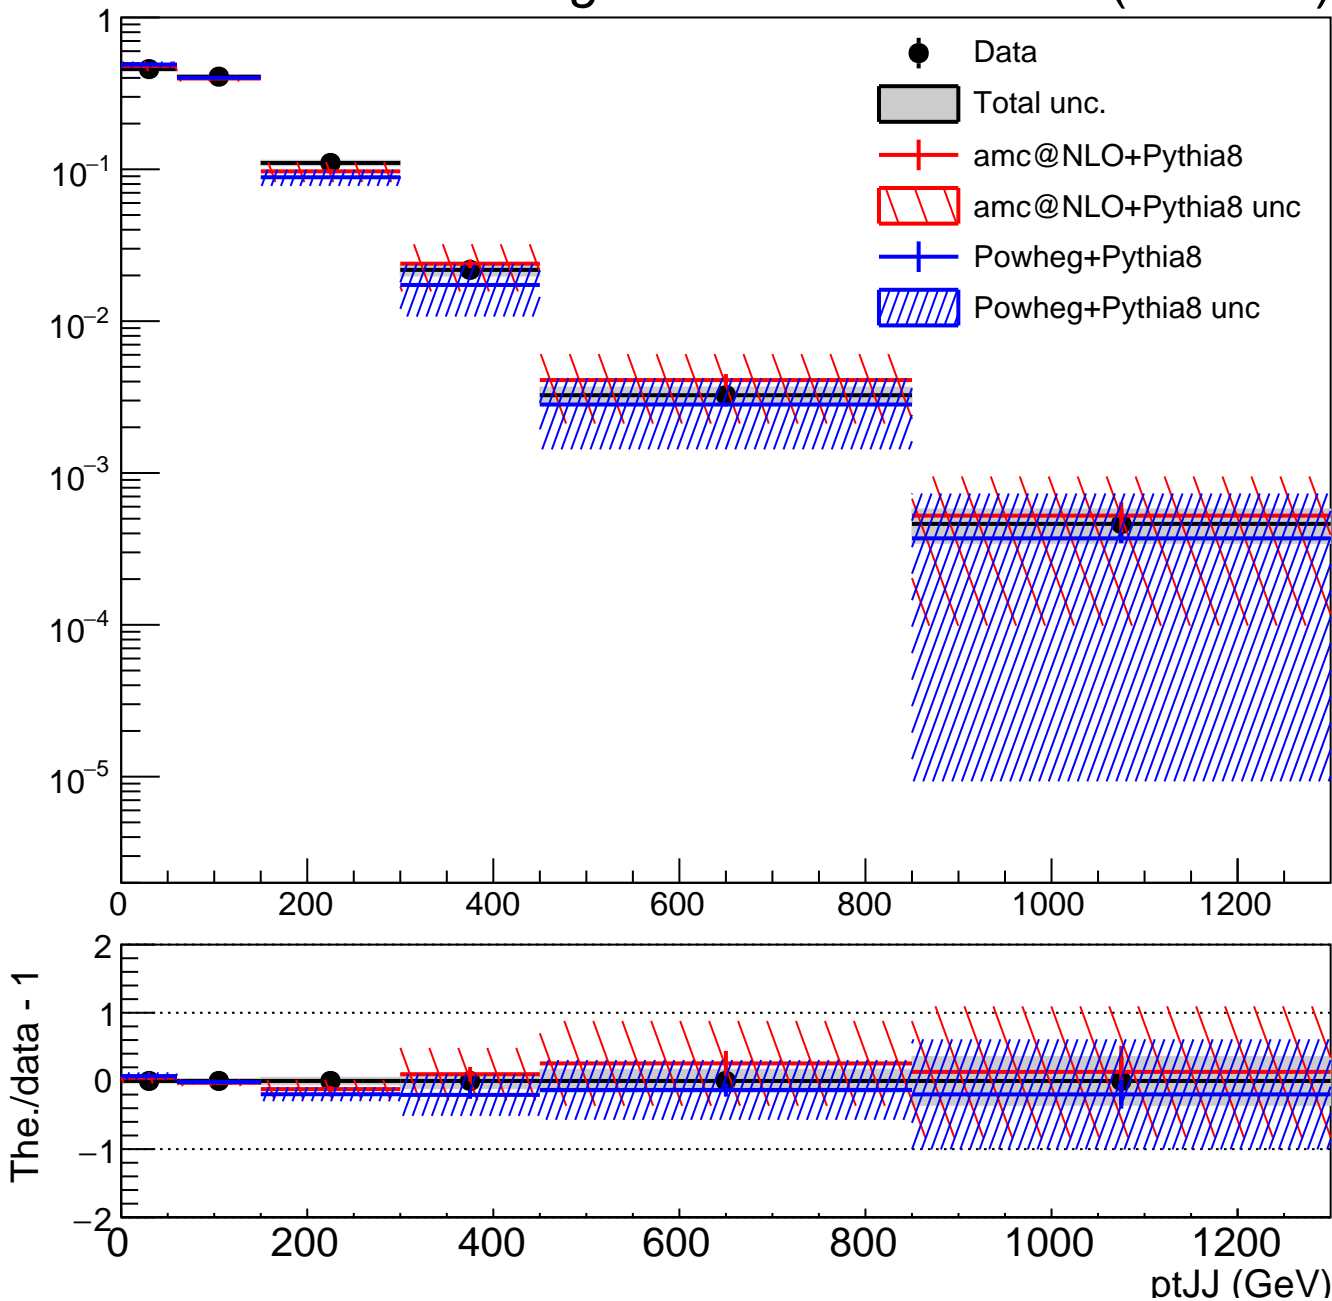 1
10⁻¹
10⁻²
10⁻³
10⁻⁴
10⁻⁵
Data
Total unc.
amc@NLO+Pythia8
amc@NLO+Pythia8 unc
Powheg+Pythia8
Powheg+Pythia8 unc
0 200 400 600 800 1000 1200
The./data - 1
2
1
0
−1
−2
0 200 400 600 800 1000 1200
ptJJ (GeV)